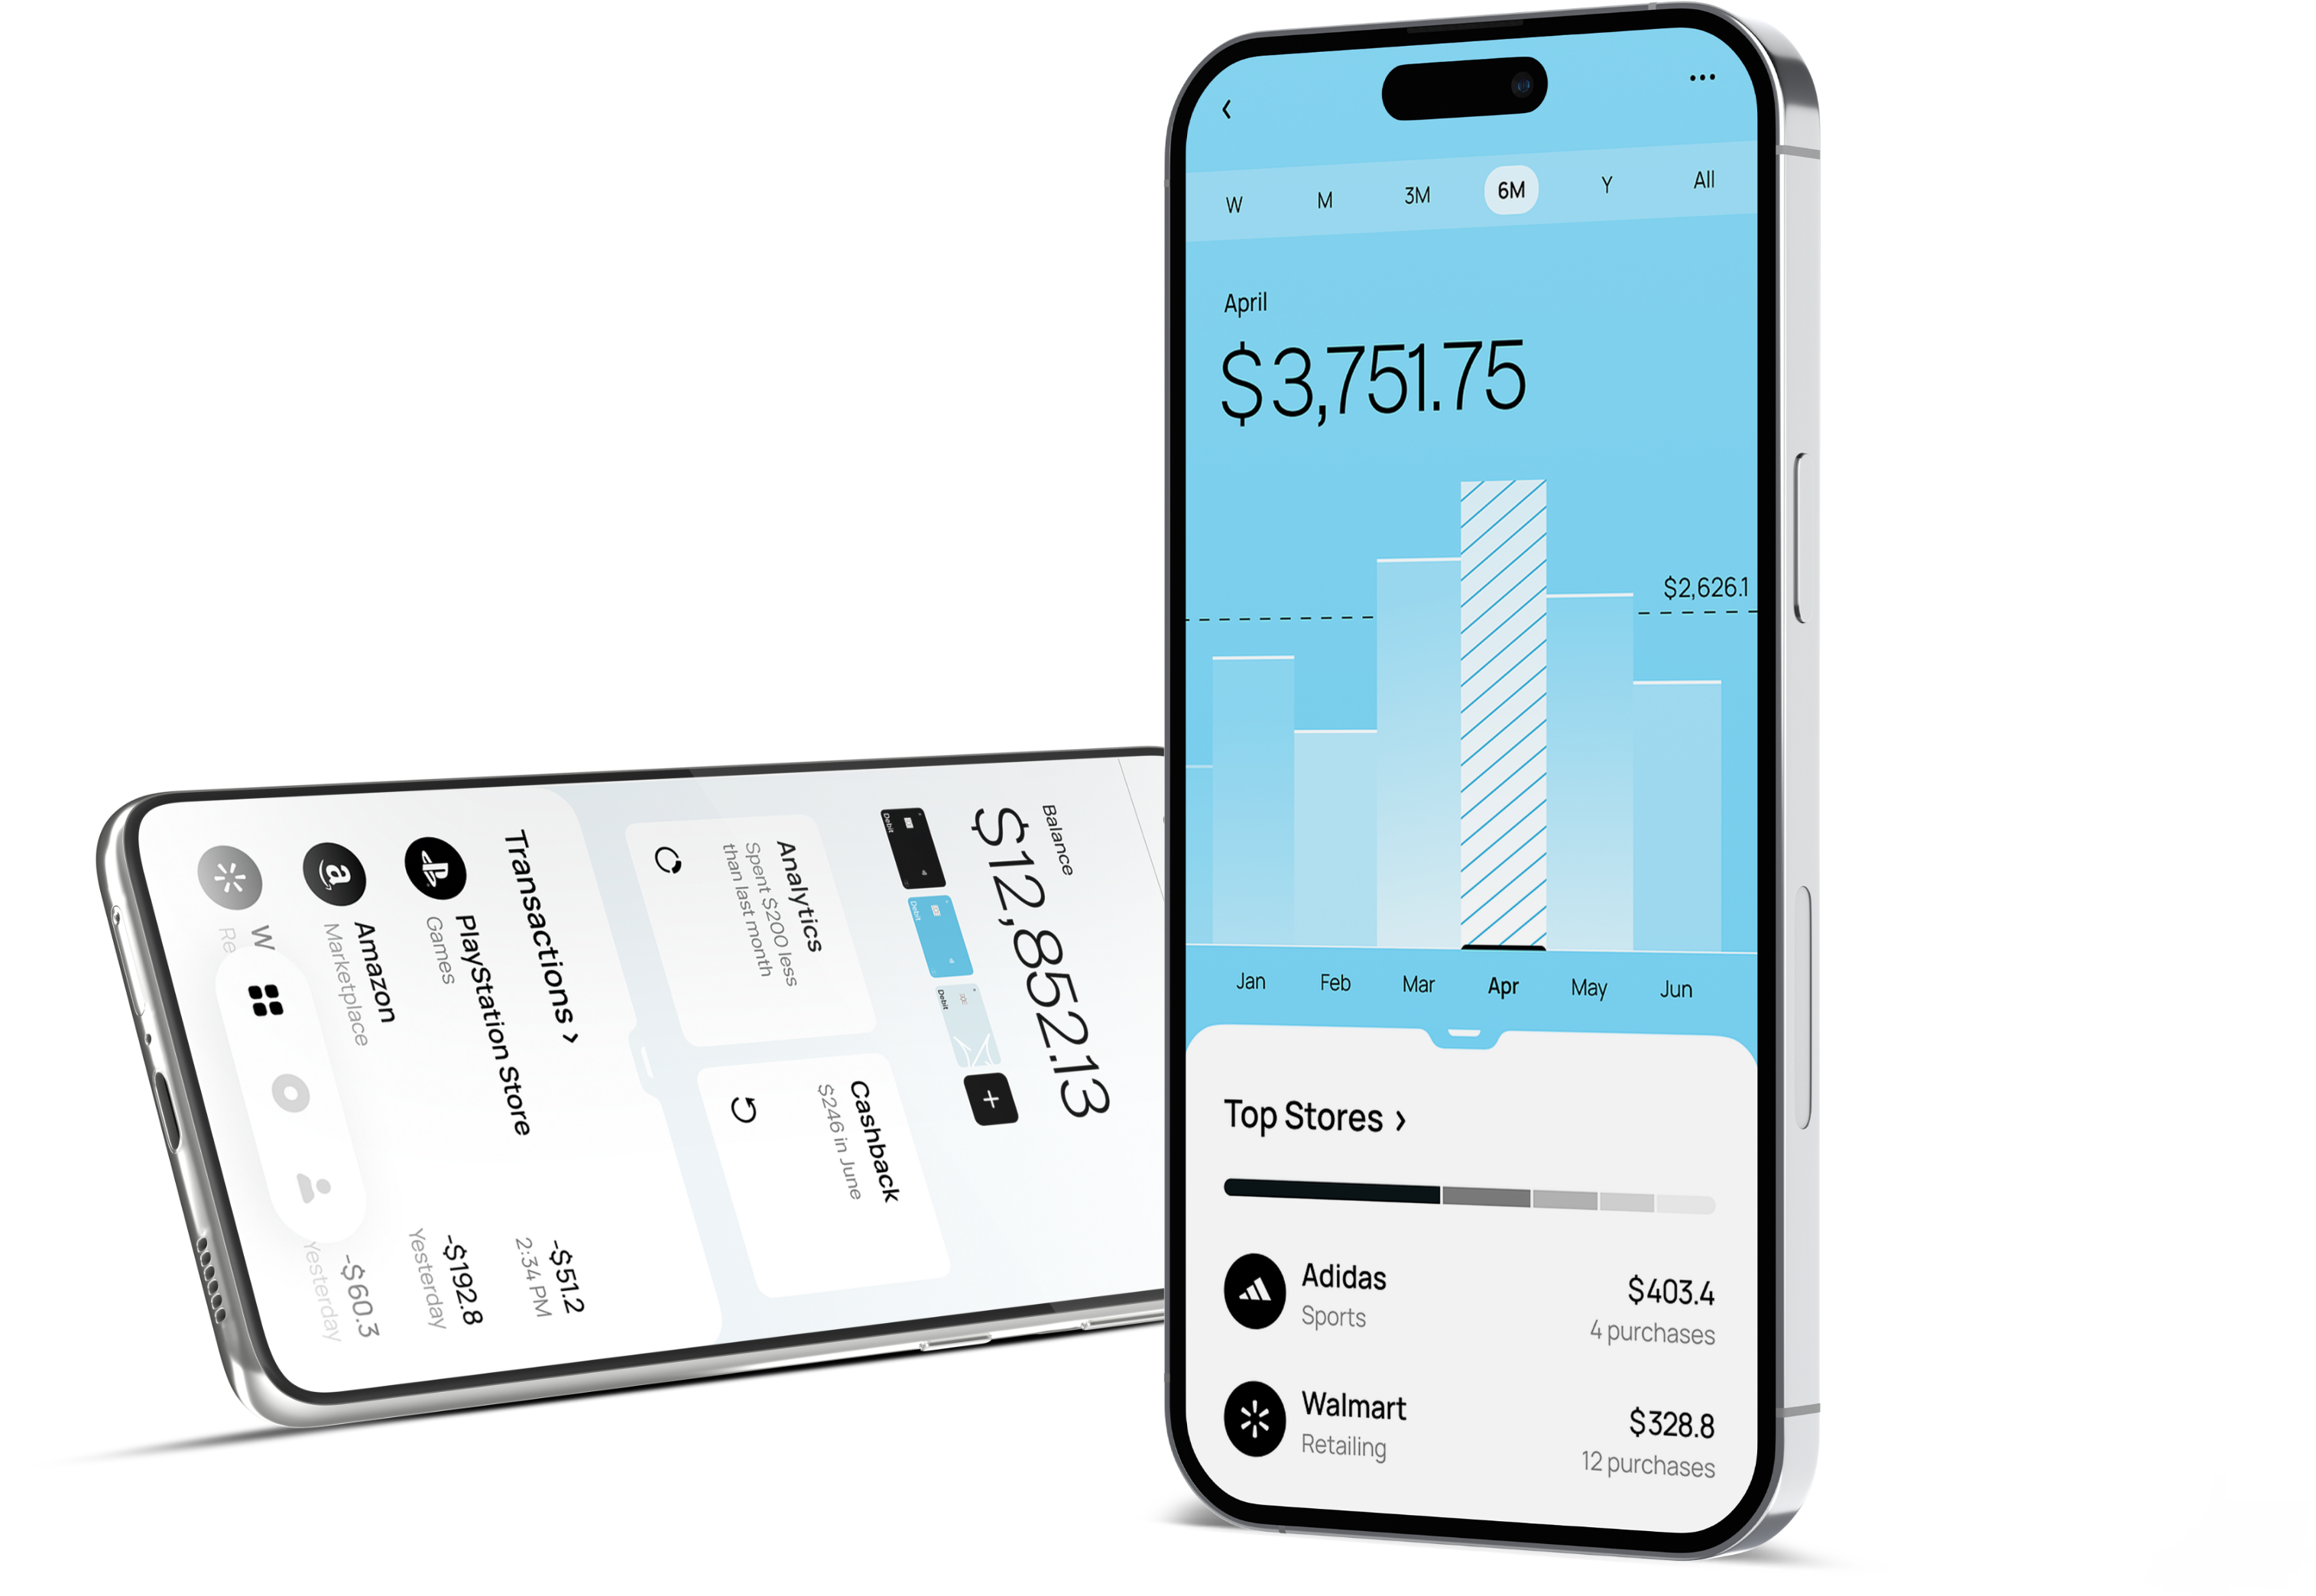 Balance
$12,852.13
Debit
Debit
Debit
Analytics
Spent $200 less
than last month
Cashback
$246 in June
Transactions
PlayStation Store
Games
-$51.2
2:34 PM
Amazon
Marketplace
-$192.8
Yesterday
W
Re
-$60.3
Yesterday
W M 3M 6M Y All
April
$3,751.75
$2,626.1
Jan Feb Mar Apr May Jun
Top Stores
Adidas
Sports
$403.4
4 purchases
Walmart
Retailing
$328.8
12 purchases